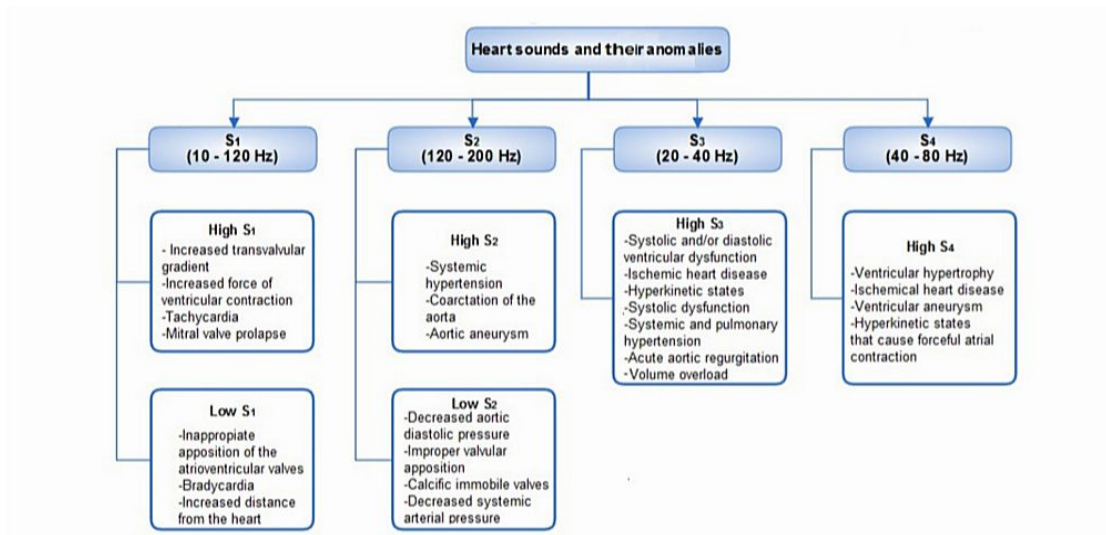 Heart sounds and their anomalies
S1
(10 - 120 Hz)
S2
(120 - 200 Hz)
S3
(20 - 40 Hz)
S4
(40 - 80 Hz)
High S1
- Increased transvalvular
gradient
-Increased force of
ventricular contraction
-Tachycardia
-Mitral valve prolapse
High S2
-Systemic
hypertension
-Coarctation of the
aorta
-Aortic aneurysm
High S3
-Systolic and/or diastolic
ventricular dysfunction
-Ischemic heart disease
-Hyperkinetic states
-Systolic dysfunction
-Systemic and pulmonary
hypertension
-Acute aortic regurgitation
-Volume overload
High S4
-Ventricular hypertrophy
-Ischemical heart disease
-Ventricular aneurysm
-Hyperkinetic states
that cause forceful atrial
contraction
Low S1
-Inappropiate
apposition of the
atrioventricular valves
-Bradycardia
-Increased distance
from the heart
Low S2
-Decreased aortic
diastolic pressure
-Improper valvular
apposition
-Calcific immobile valves
-Decreased systemic
arterial pressure